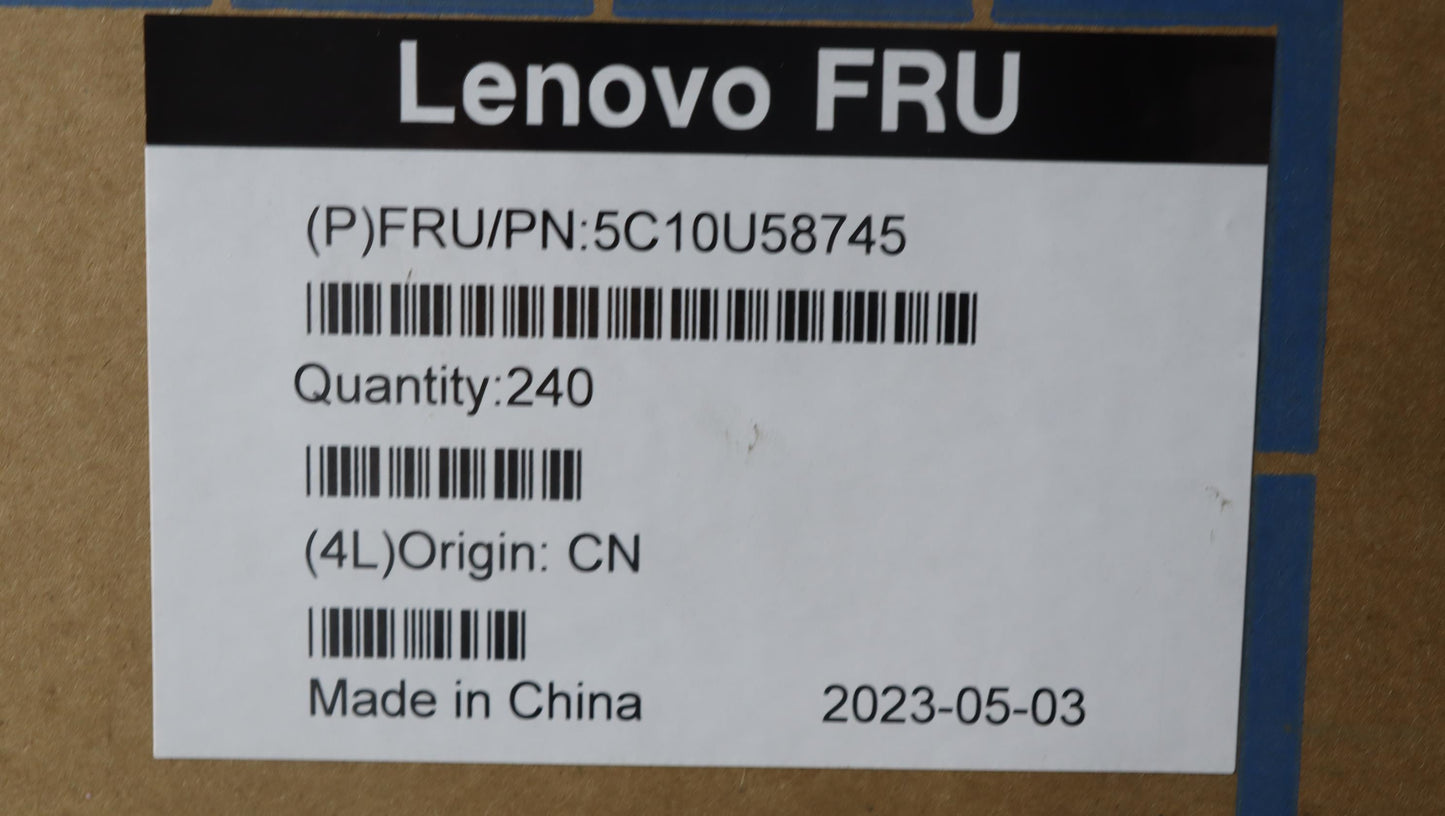 Lenovo FRU
(P)FRU/PN:5C10U58745
Quantity:240
(4L)Origin: CN
Made in China 2023-05-03